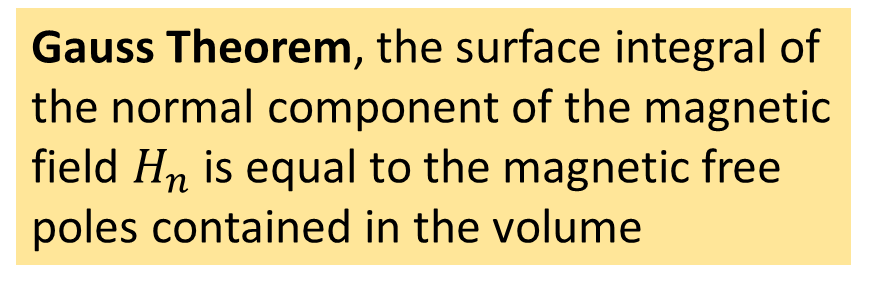 Gauss Theorem, the surface integral of
the normal component of the magnetic
field Hₙ is equal to the magnetic free
poles contained in the volume